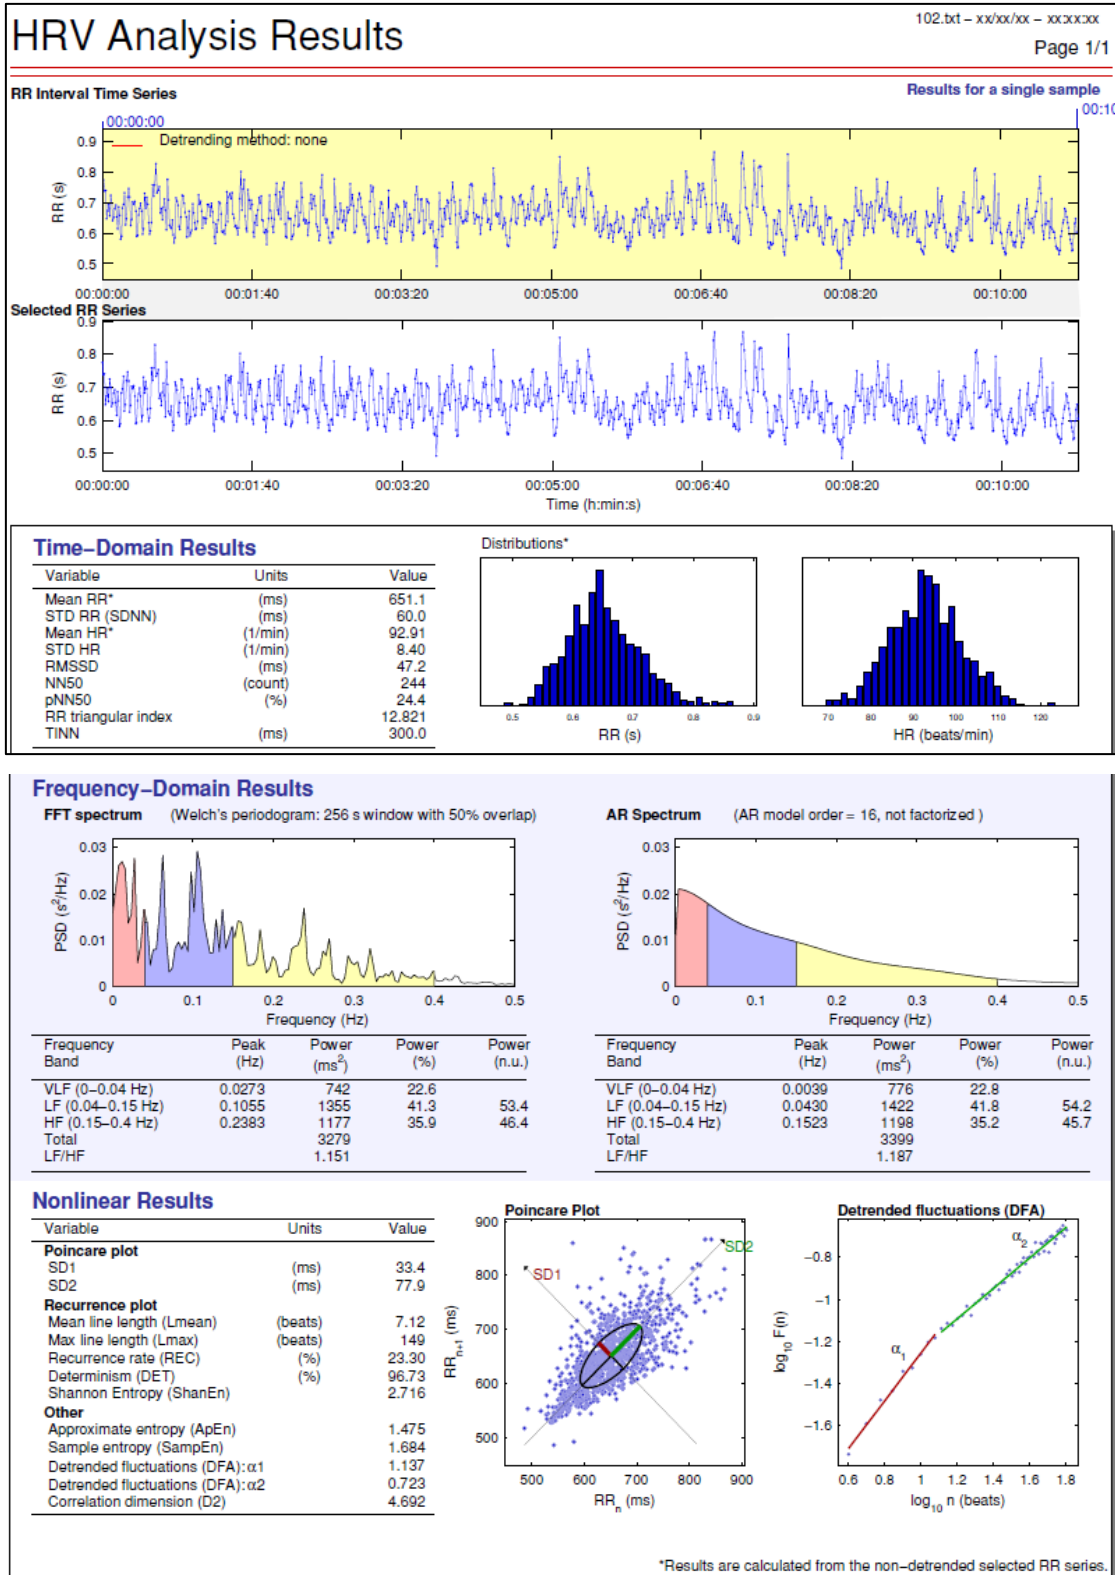 HRV Analysis Results
102.txt – xx/xx/xx – xx:xx:xx
Page 1/1
RR Interval Time Series
Results for a single sample
00:00:00
00:10
Detrending method: none
RR (s)
0.9
0.8
0.7
0.6
0.5
00:00:00 00:01:40 00:03:20 00:05:00 00:06:40 00:08:20 00:10:00
Selected RR Series
RR (s)
0.9
0.8
0.7
0.6
0.5
00:00:00 00:01:40 00:03:20 00:05:00 00:06:40 00:08:20 00:10:00
Time (h:min:s)
Time–Domain Results
Variable Units Value
Mean RR* (ms) 651.1
STD RR (SDNN) (ms) 60.0
Mean HR* (1/min) 92.91
STD HR (1/min) 8.40
RMSSD (ms) 47.2
NN50 (count) 244
pNN50 (%) 24.4
RR triangular index 12.821
TINN (ms) 300.0
Distributions*
0.5 0.6 0.7 0.8 0.9
RR (s)
70 80 90 100 110 120
HR (beats/min)
Frequency–Domain Results
FFT spectrum (Welch's periodogram: 256 s window with 50% overlap)
PSD (s²/Hz)
0.03
0.02
0.01
0
0 0.1 0.2 0.3 0.4 0.5
Frequency (Hz)
Frequency Peak Power Power Power
Band (Hz) (ms²) (%) (n.u.)
VLF (0–0.04 Hz) 0.0273 742 22.6
LF (0.04–0.15 Hz) 0.1055 1355 41.3 53.4
HF (0.15–0.4 Hz) 0.2383 1177 35.9 46.4
Total 3279
LF/HF 1.151
AR Spectrum (AR model order = 16, not factorized )
PSD (s²/Hz)
0.03
0.02
0.01
0
0 0.1 0.2 0.3 0.4 0.5
Frequency (Hz)
Frequency Peak Power Power Power
Band (Hz) (ms²) (%) (n.u.)
VLF (0–0.04 Hz) 0.0039 776 22.8
LF (0.04–0.15 Hz) 0.0430 1422 41.8 54.2
HF (0.15–0.4 Hz) 0.1523 1198 35.2 45.7
Total 3399
LF/HF 1.187
Nonlinear Results
Variable Units Value
Poincare plot
SD1 (ms) 33.4
SD2 (ms) 77.9
Recurrence plot
Mean line length (Lmean) (beats) 7.12
Max line length (Lmax) (beats) 149
Recurrence rate (REC) (%) 23.30
Determinism (DET) (%) 96.73
Shannon Entropy (ShanEn) 2.716
Other
Approximate entropy (ApEn) 1.475
Sample entropy (SampEn) 1.684
Detrended fluctuations (DFA): α1 1.137
Detrended fluctuations (DFA): α2 0.723
Correlation dimension (D2) 4.692
Poincare Plot
RRₙ₊₁ (ms)
900
800
700
600
500
SD1
SD2
500 600 700 800 900
RRₙ (ms)
Detrended fluctuations (DFA)
log₁₀ F(n)
−0.8
−1
−1.2
−1.4
−1.6
α₂
α₁
0.6 0.8 1 1.2 1.4 1.6 1.8
log₁₀ n (beats)
*Results are calculated from the non–detrended selected RR series.